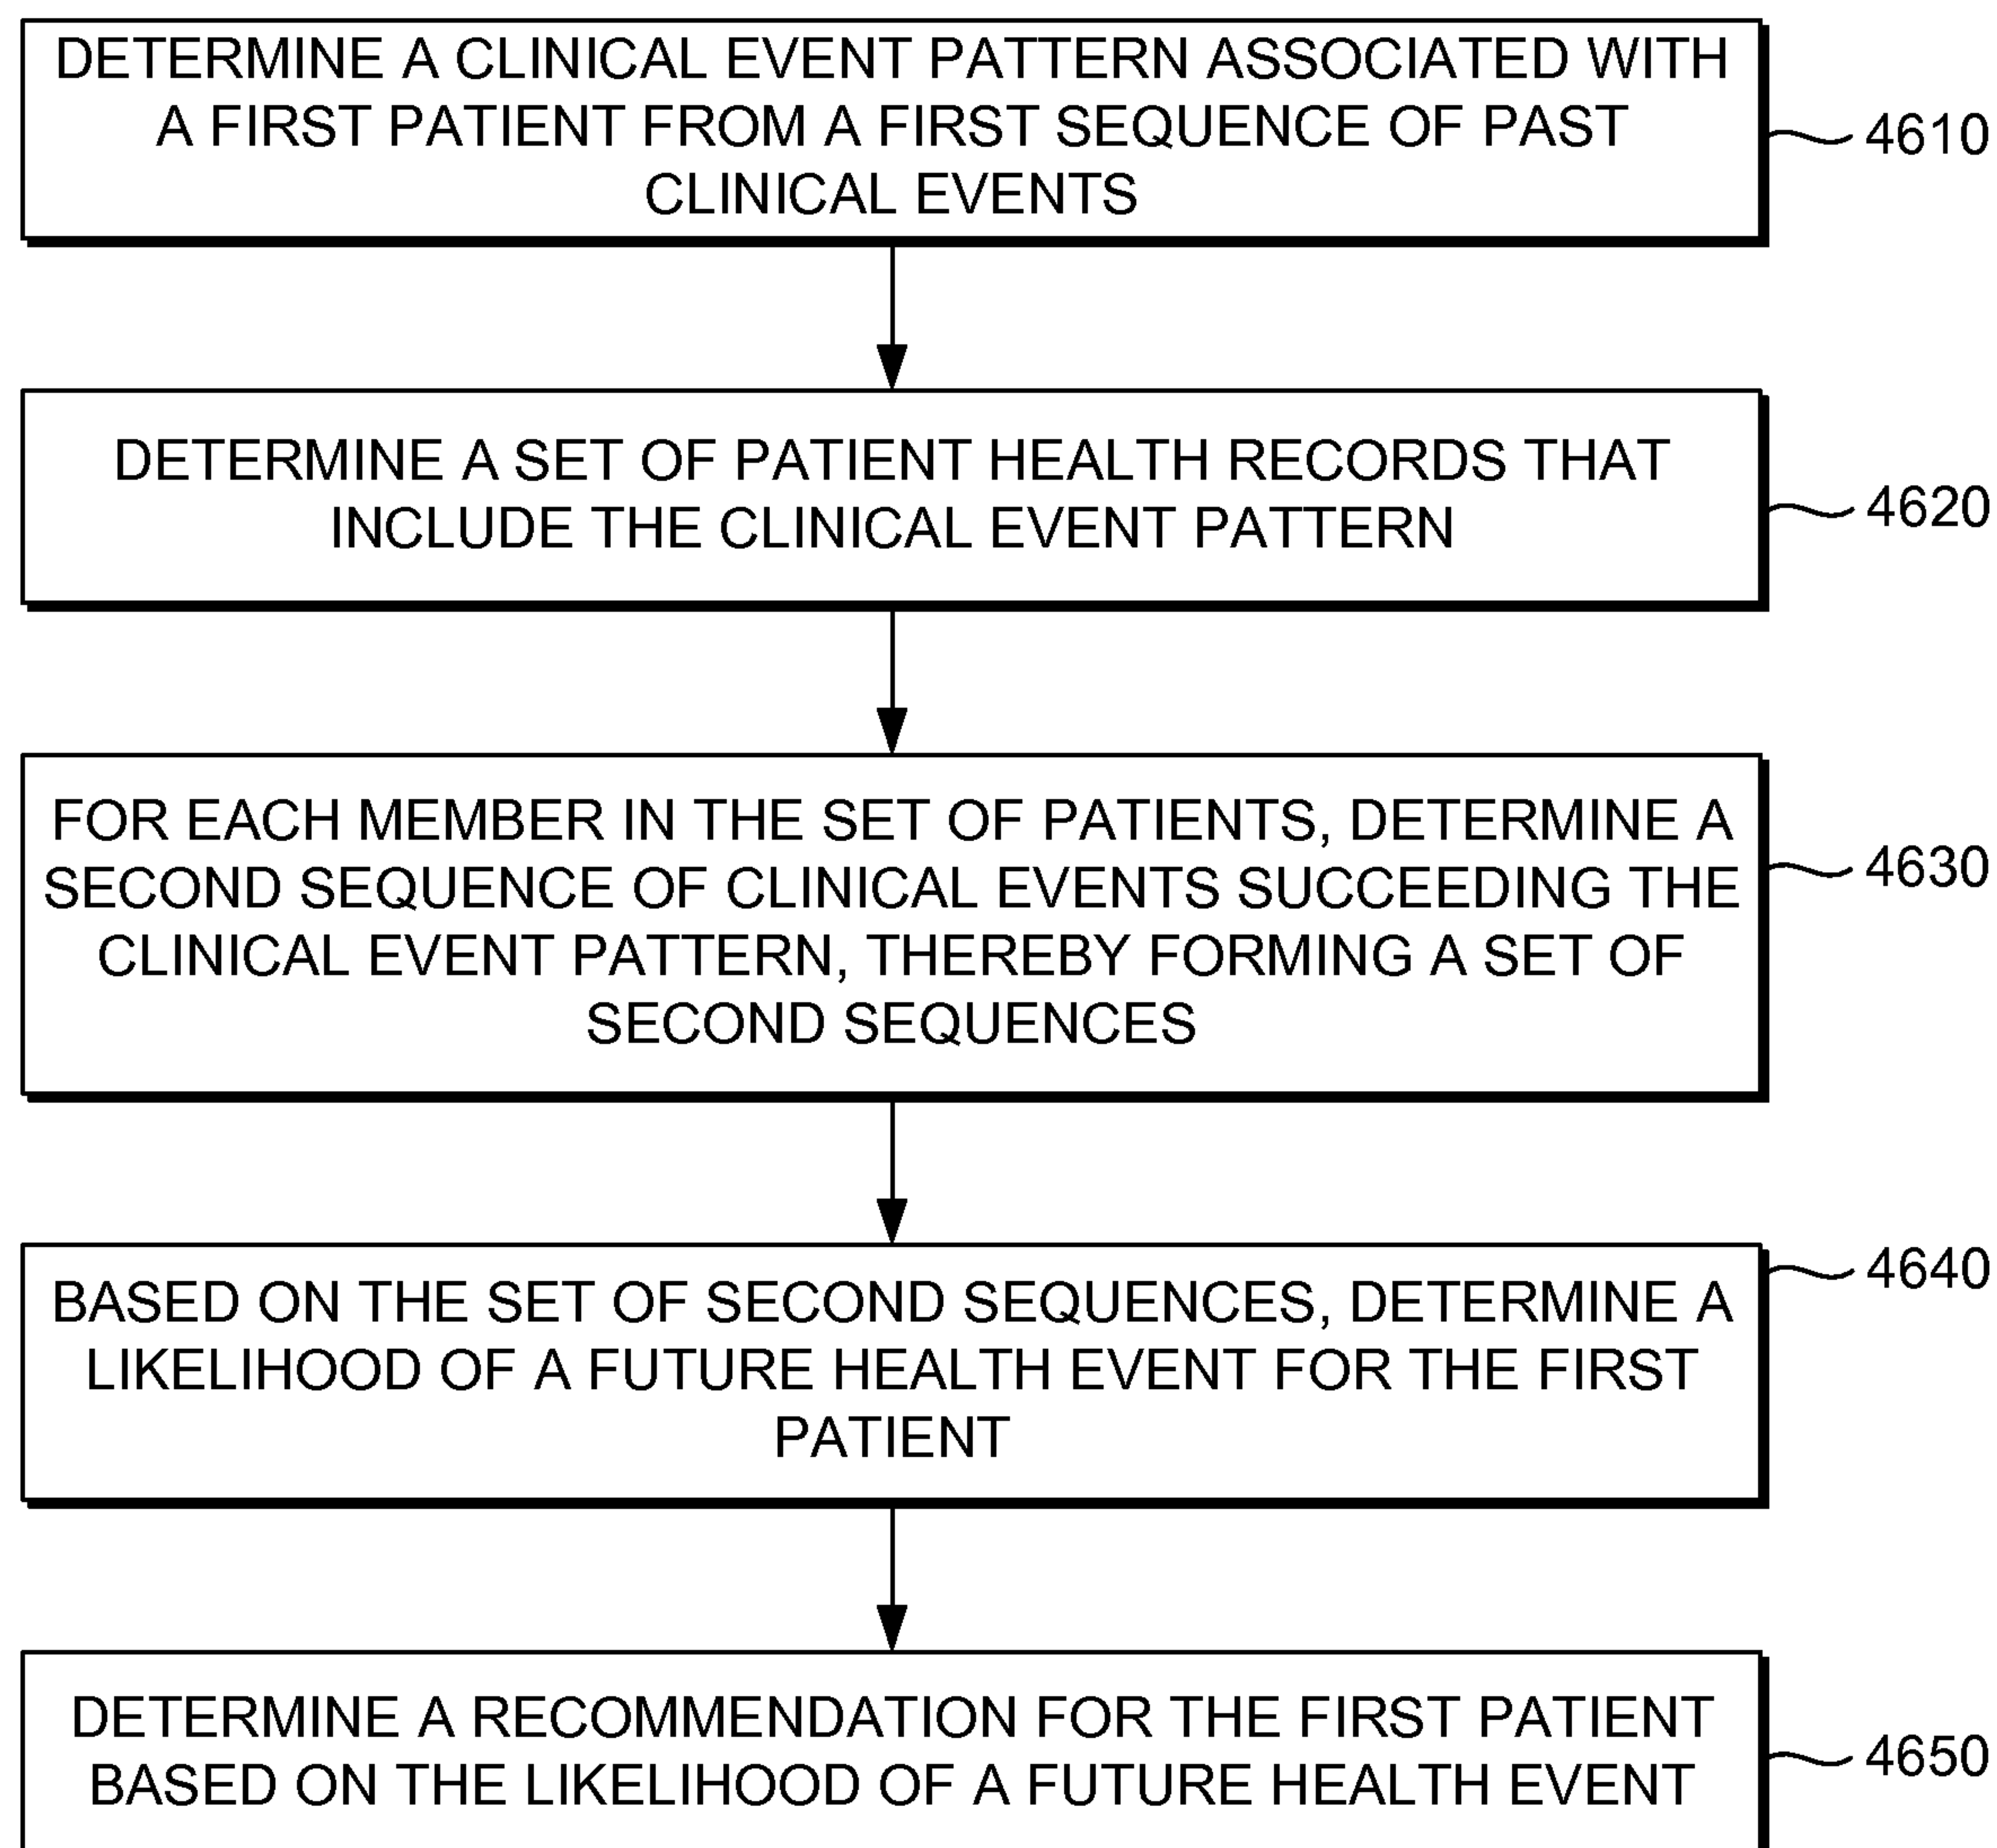 DETERMINE A CLINICAL EVENT PATTERN ASSOCIATED WITH
A FIRST PATIENT FROM A FIRST SEQUENCE OF PAST
CLINICAL EVENTS
4610
DETERMINE A SET OF PATIENT HEALTH RECORDS THAT
INCLUDE THE CLINICAL EVENT PATTERN
4620
FOR EACH MEMBER IN THE SET OF PATIENTS, DETERMINE A
SECOND SEQUENCE OF CLINICAL EVENTS SUCCEEDING THE
CLINICAL EVENT PATTERN, THEREBY FORMING A SET OF
SECOND SEQUENCES
4630
BASED ON THE SET OF SECOND SEQUENCES, DETERMINE A
LIKELIHOOD OF A FUTURE HEALTH EVENT FOR THE FIRST
PATIENT
4640
DETERMINE A RECOMMENDATION FOR THE FIRST PATIENT
BASED ON THE LIKELIHOOD OF A FUTURE HEALTH EVENT
4650